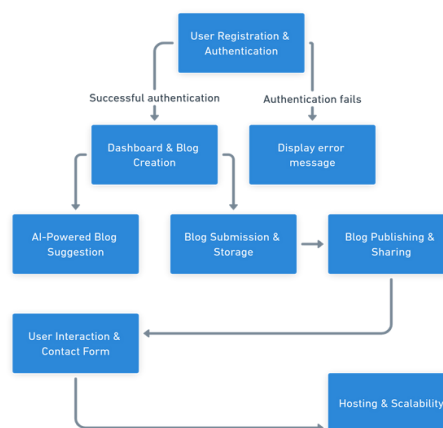 User Registration &
Authentication
Successful authentication
Authentication fails
Dashboard & Blog
Creation
Display error
message
AI-Powered Blog
Suggestion
Blog Submission &
Storage
Blog Publishing &
Sharing
User Interaction &
Contact Form
Hosting & Scalability